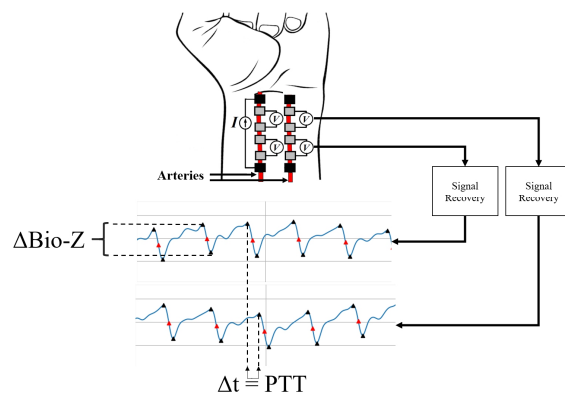 I
V
V
V
V
Arteries
Signal
Recovery
Signal
Recovery
ΔBio-Z
Δt = PTT